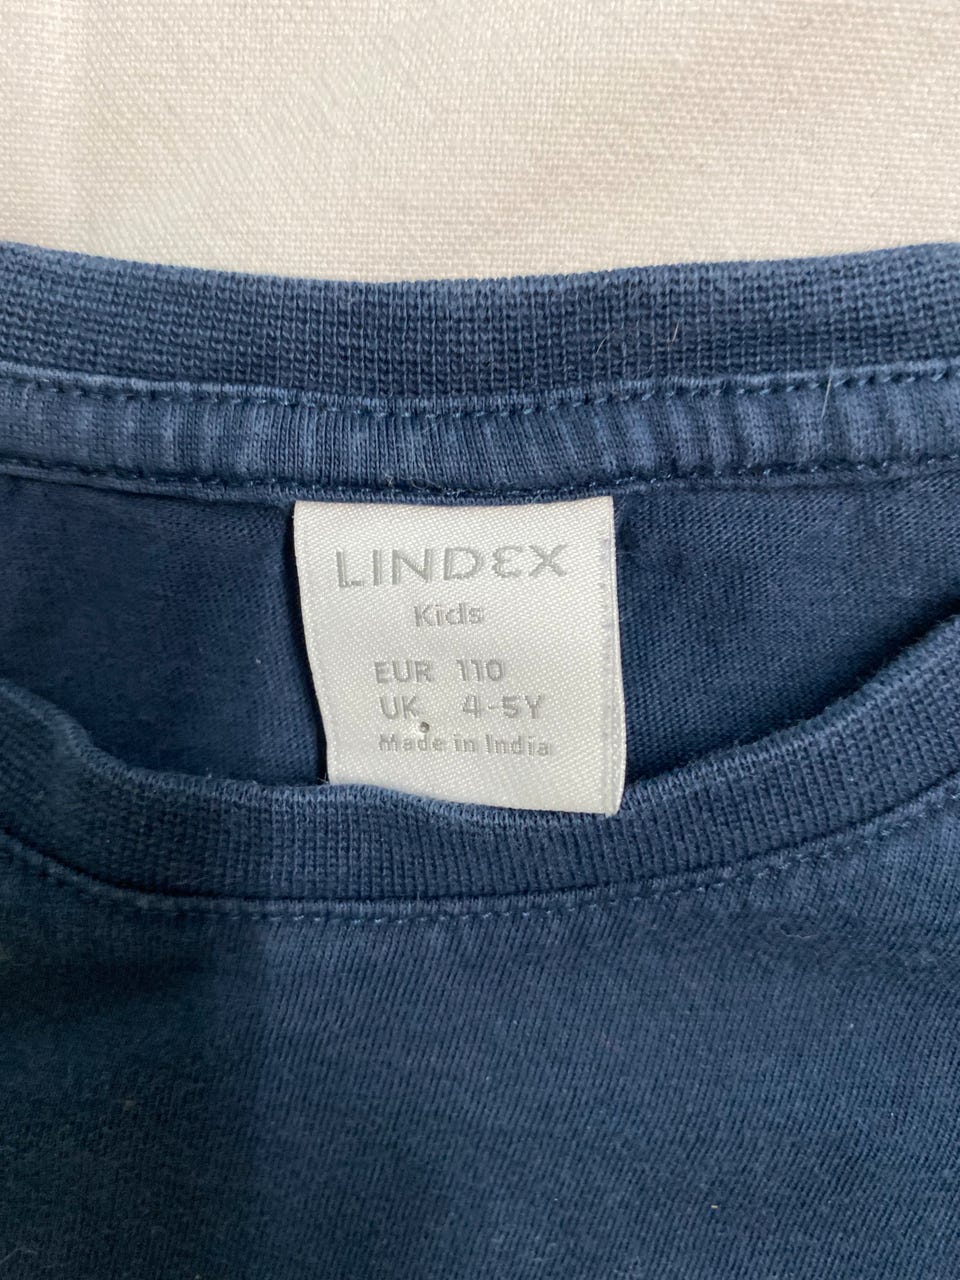 LINDEX
Kids
EUR 110
UK 4-5Y
Made in India